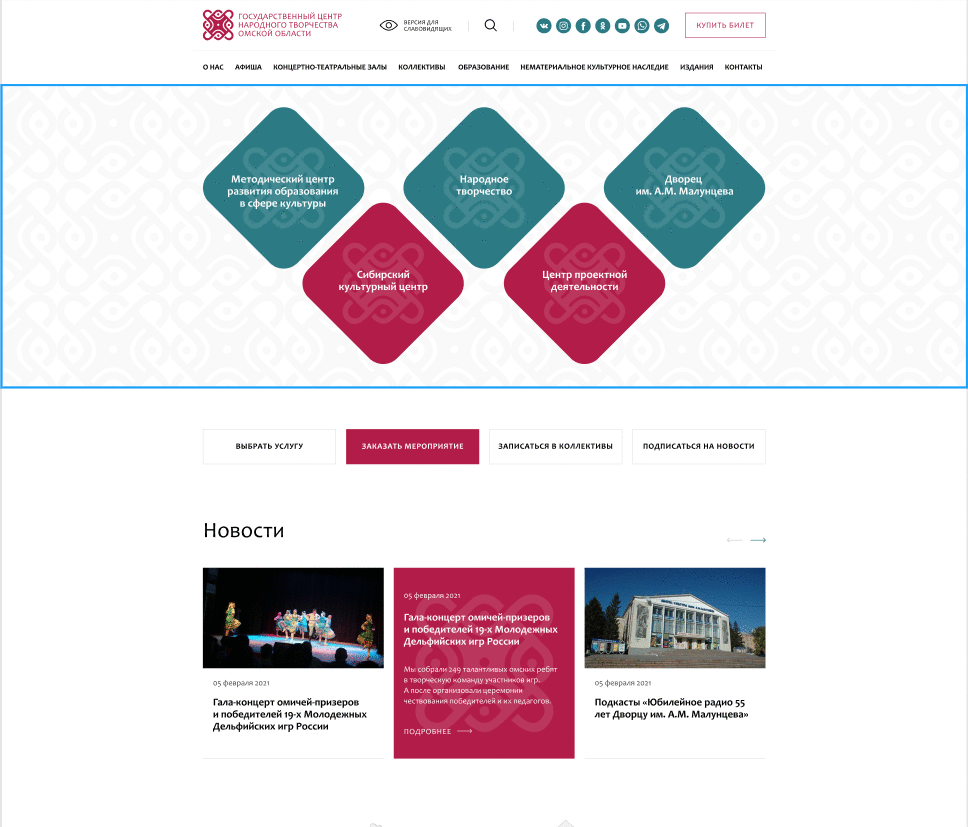 ГОСУДАРСТВЕННЫЙ ЦЕНТР
НАРОДНОГО ТВОРЧЕСТВА
ОМСКОЙ ОБЛАСТИ
ВЕРСИЯ ДЛЯ
СЛАБОВИДЯЩИХ
КУПИТЬ БИЛЕТ
О НАС АФИША КОНЦЕРТНО-ТЕАТРАЛЬНЫЕ ЗАЛЫ КОЛЛЕКТИВЫ ОБРАЗОВАНИЕ НЕМАТЕРИАЛЬНОЕ КУЛЬТУРНОЕ НАСЛЕДИЕ ИЗДАНИЯ КОНТАКТЫ
Методический центр
развития образования
в сфере культуры
Народное
творчество
Дворец
им. А.М. Малунцева
Сибирский
культурный центр
Центр проектной
деятельности
ВЫБРАТЬ УСЛУГУ
ЗАКАЗАТЬ МЕРОПРИЯТИЕ
ЗАПИСАТЬСЯ В КОЛЛЕКТИВЫ
ПОДПИСАТЬСЯ НА НОВОСТИ
Новости
05 февраля 2021
Гала-концерт омичей-призеров
и победителей 19-х Молодежных
Дельфийских игр России
05 февраля 2021
Гала-концерт омичей-призеров
и победителей 19-х Молодежных
Дельфийских игр России
Мы собрали 249 талантливых омских ребят
в творческую команду участников игр.
А после организовали церемонии
чествования победителей и их педагогов.
ПОДРОБНЕЕ
05 февраля 2021
Подкасты «Юбилейное радио 55
лет Дворцу им. А.М. Малунцева»